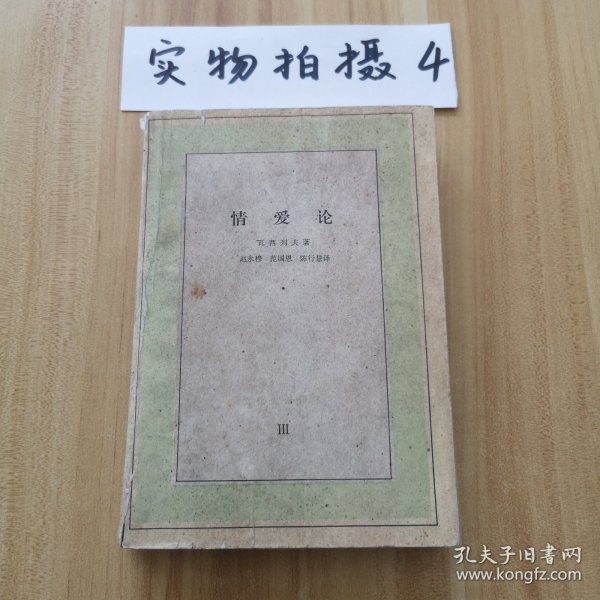 实物拍摄4
情爱论
瓦西列夫著
赵永穆 范国恩 陈行慧译
III
孔夫子旧书网
www.kongfz.com